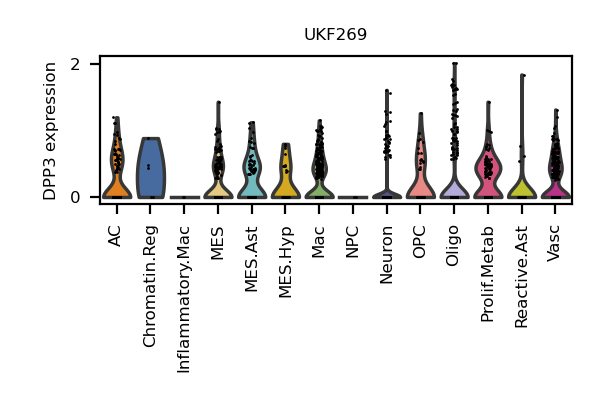 UKF269
DPP3 expression
2
0
AC
Chromatin.Reg
Inflammatory.Mac
MES
MES.Ast
MES.Hyp
Mac
NPC
Neuron
OPC
Oligo
Prolif.Metab
Reactive.Ast
Vasc